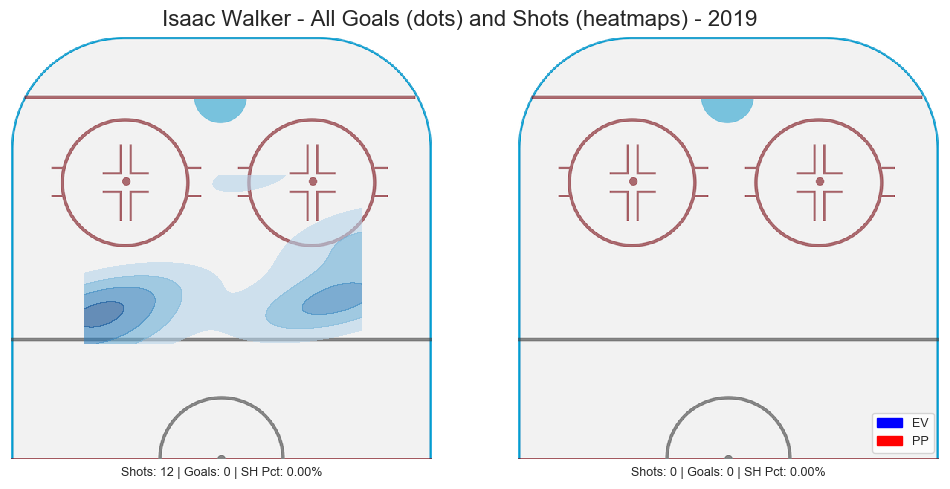 Isaac Walker - All Goals (dots) and Shots (heatmaps) - 2019
EV
PP
Shots: 12 | Goals: 0 | SH Pct: 0.00%
Shots: 0 | Goals: 0 | SH Pct: 0.00%